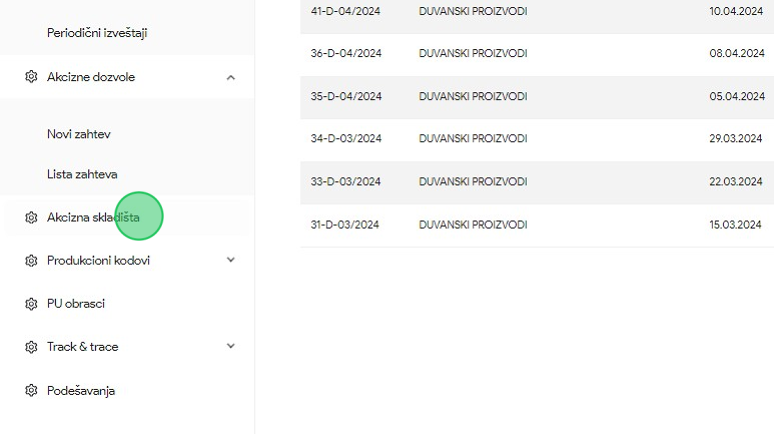 Periodični izveštaji
Akcizne dozvole
Novi zahtev
Lista zahteva
Akcizna skladišta
Produkcioni kodovi
PU obrasci
Track & trace
Podešavanja
41-D-04/2024 DUVANSKI PROIZVODI 10.04.2024
36-D-04/2024 DUVANSKI PROIZVODI 08.04.2024
35-D-04/2024 DUVANSKI PROIZVODI 05.04.2024
34-D-03/2024 DUVANSKI PROIZVODI 29.03.2024
33-D-03/2024 DUVANSKI PROIZVODI 22.03.2024
31-D-03/2024 DUVANSKI PROIZVODI 15.03.2024